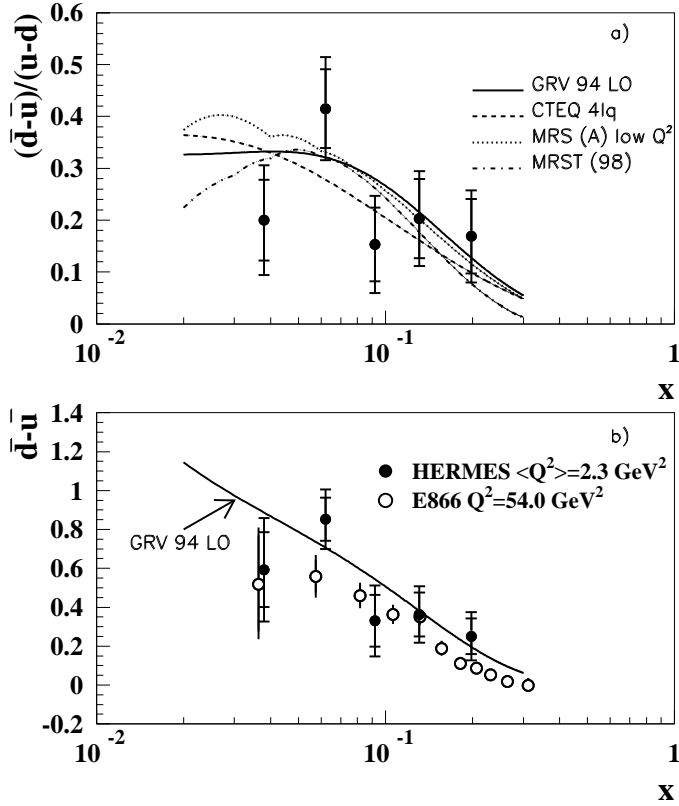 (d̄-ū)/(u-d)
0.6
0.5
0.4
0.3
0.2
0.1
0
a)
GRV 94 LO
CTEQ 4lq
MRS (A) low Q²
MRST (98)
10⁻² 10⁻¹ 1
x
d̄-ū
1.4
1.2
1
0.8
0.6
0.4
0.2
0
-0.2
b)
HERMES <Q²>=2.3 GeV²
E866 Q²=54.0 GeV²
GRV 94 LO
10⁻² 10⁻¹ 1
x